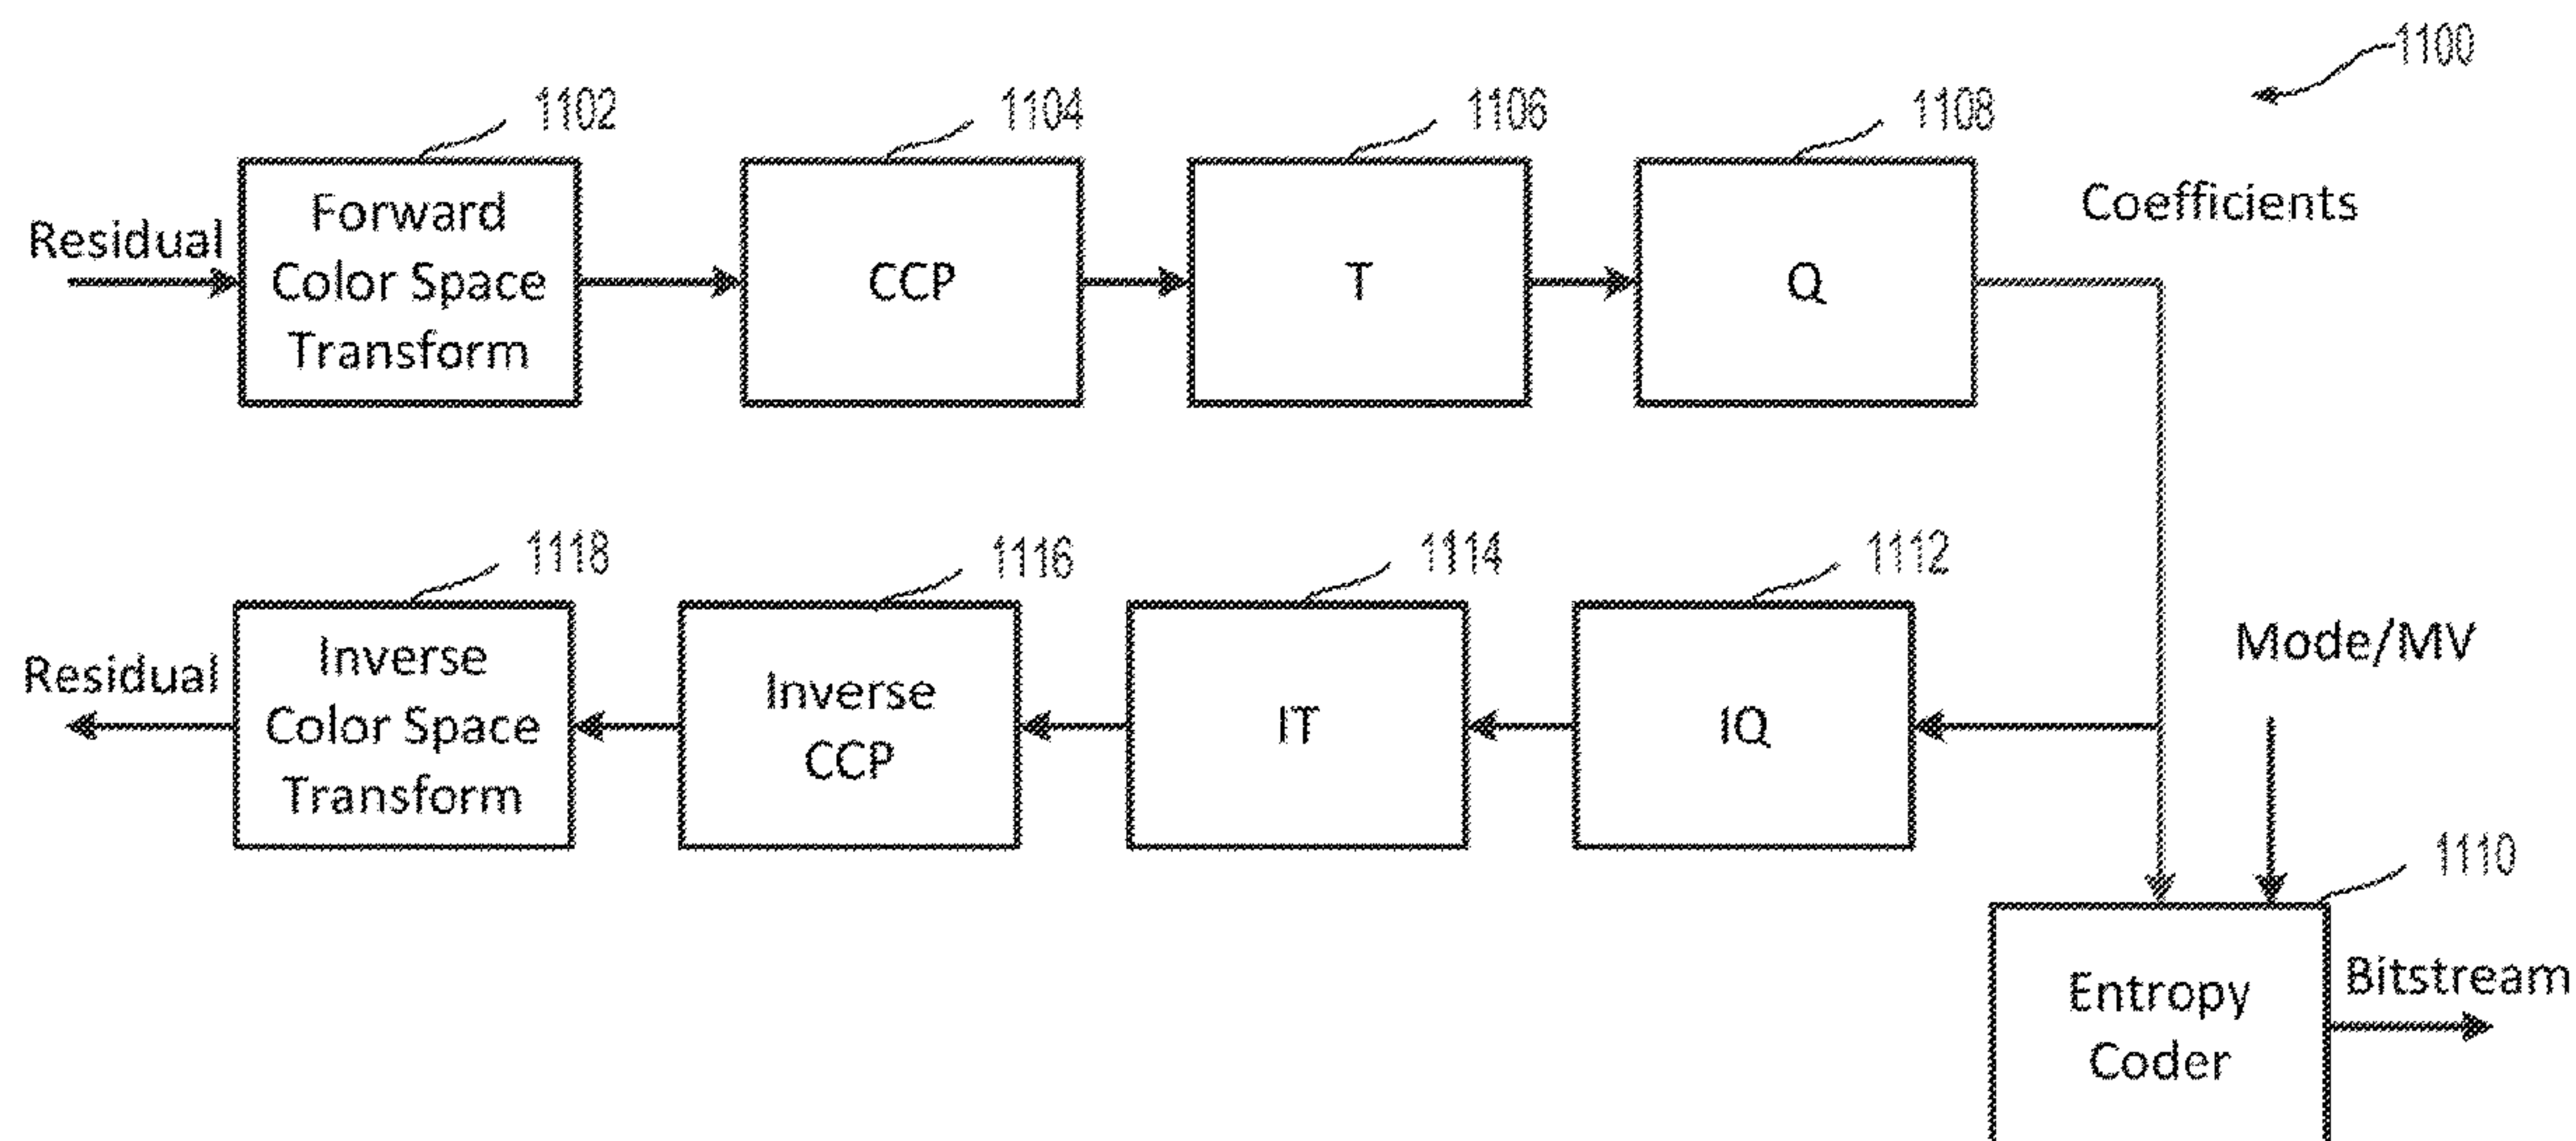 1100
1102
1104
1106
1108
Residual
Forward
Color Space
Transform
CCP
T
Q
Coefficients
1118
1116
1114
1112
Residual
Inverse
Color Space
Transform
Inverse
CCP
IT
IQ
Mode/MV
1110
Entropy
Coder
Bitstream